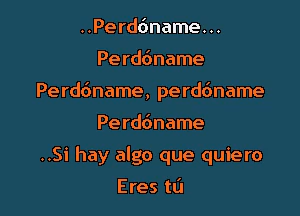 ..Perdóname...
Perdóname
Perdóname, perdóname
Perdóname
..Si hay algo que quiero
Eres tú